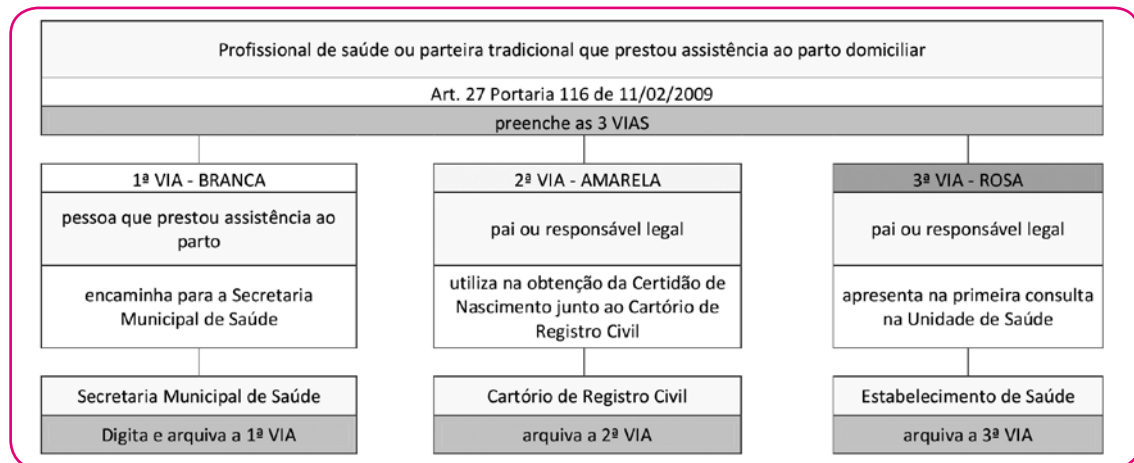 Profissional de saúde ou parteira tradicional que prestou assistência ao parto domiciliar
Art. 27 Portaria 116 de 11/02/2009
preenche as 3 VIAS
1ª VIA - BRANCA
pessoa que prestou assistência ao
parto
encaminha para a Secretaria
Municipal de Saúde
Secretaria Municipal de Saúde
Digita e arquiva a 1ª VIA
2ª VIA - AMARELA
pai ou responsável legal
utiliza na obtenção da Certidão de
Nascimento junto ao Cartório de
Registro Civil
Cartório de Registro Civil
arquiva a 2ª VIA
3ª VIA - ROSA
pai ou responsável legal
apresenta na primeira consulta
na Unidade de Saúde
Estabelecimento de Saúde
arquiva a 3ª VIA